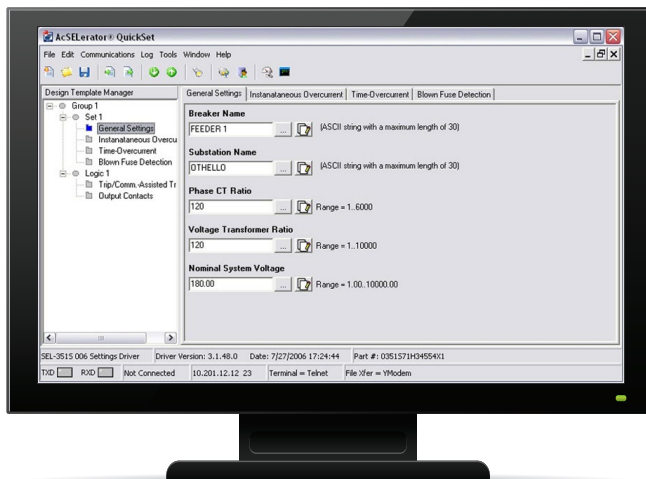 AcSELerator® QuickSet
File Edit Communications Log Tools Window Help
Design Template Manager
Group 1
Set 1
General Settings
Instanataneous Overcu
Time-Overcurrent
Blown Fuse Detection
Logic 1
Trip/Comm.-Assisted Tr
Output Contacts
General Settings Instanataneous Overcurrent Time-Overcurrent Blown Fuse Detection
Breaker Name
FEEDER 1 ... (ASCII string with a maximum length of 30)
Substation Name
OTHELLO ... (ASCII string with a maximum length of 30)
Phase CT Ratio
120 ... Range = 1..6000
Voltage Transformer Ratio
120 ... Range = 1..10000
Nominal System Voltage
180.00 ... Range = 1.00..10000.00
SEL-351S 006 Settings Driver Driver Version: 3.1.48.0 Date: 7/27/2006 17:24:44 Part #: 0351S71H34554X1
TXD RXD Not Connected 10.201.12.12 23 Terminal = Telnet File Xfer = YModem